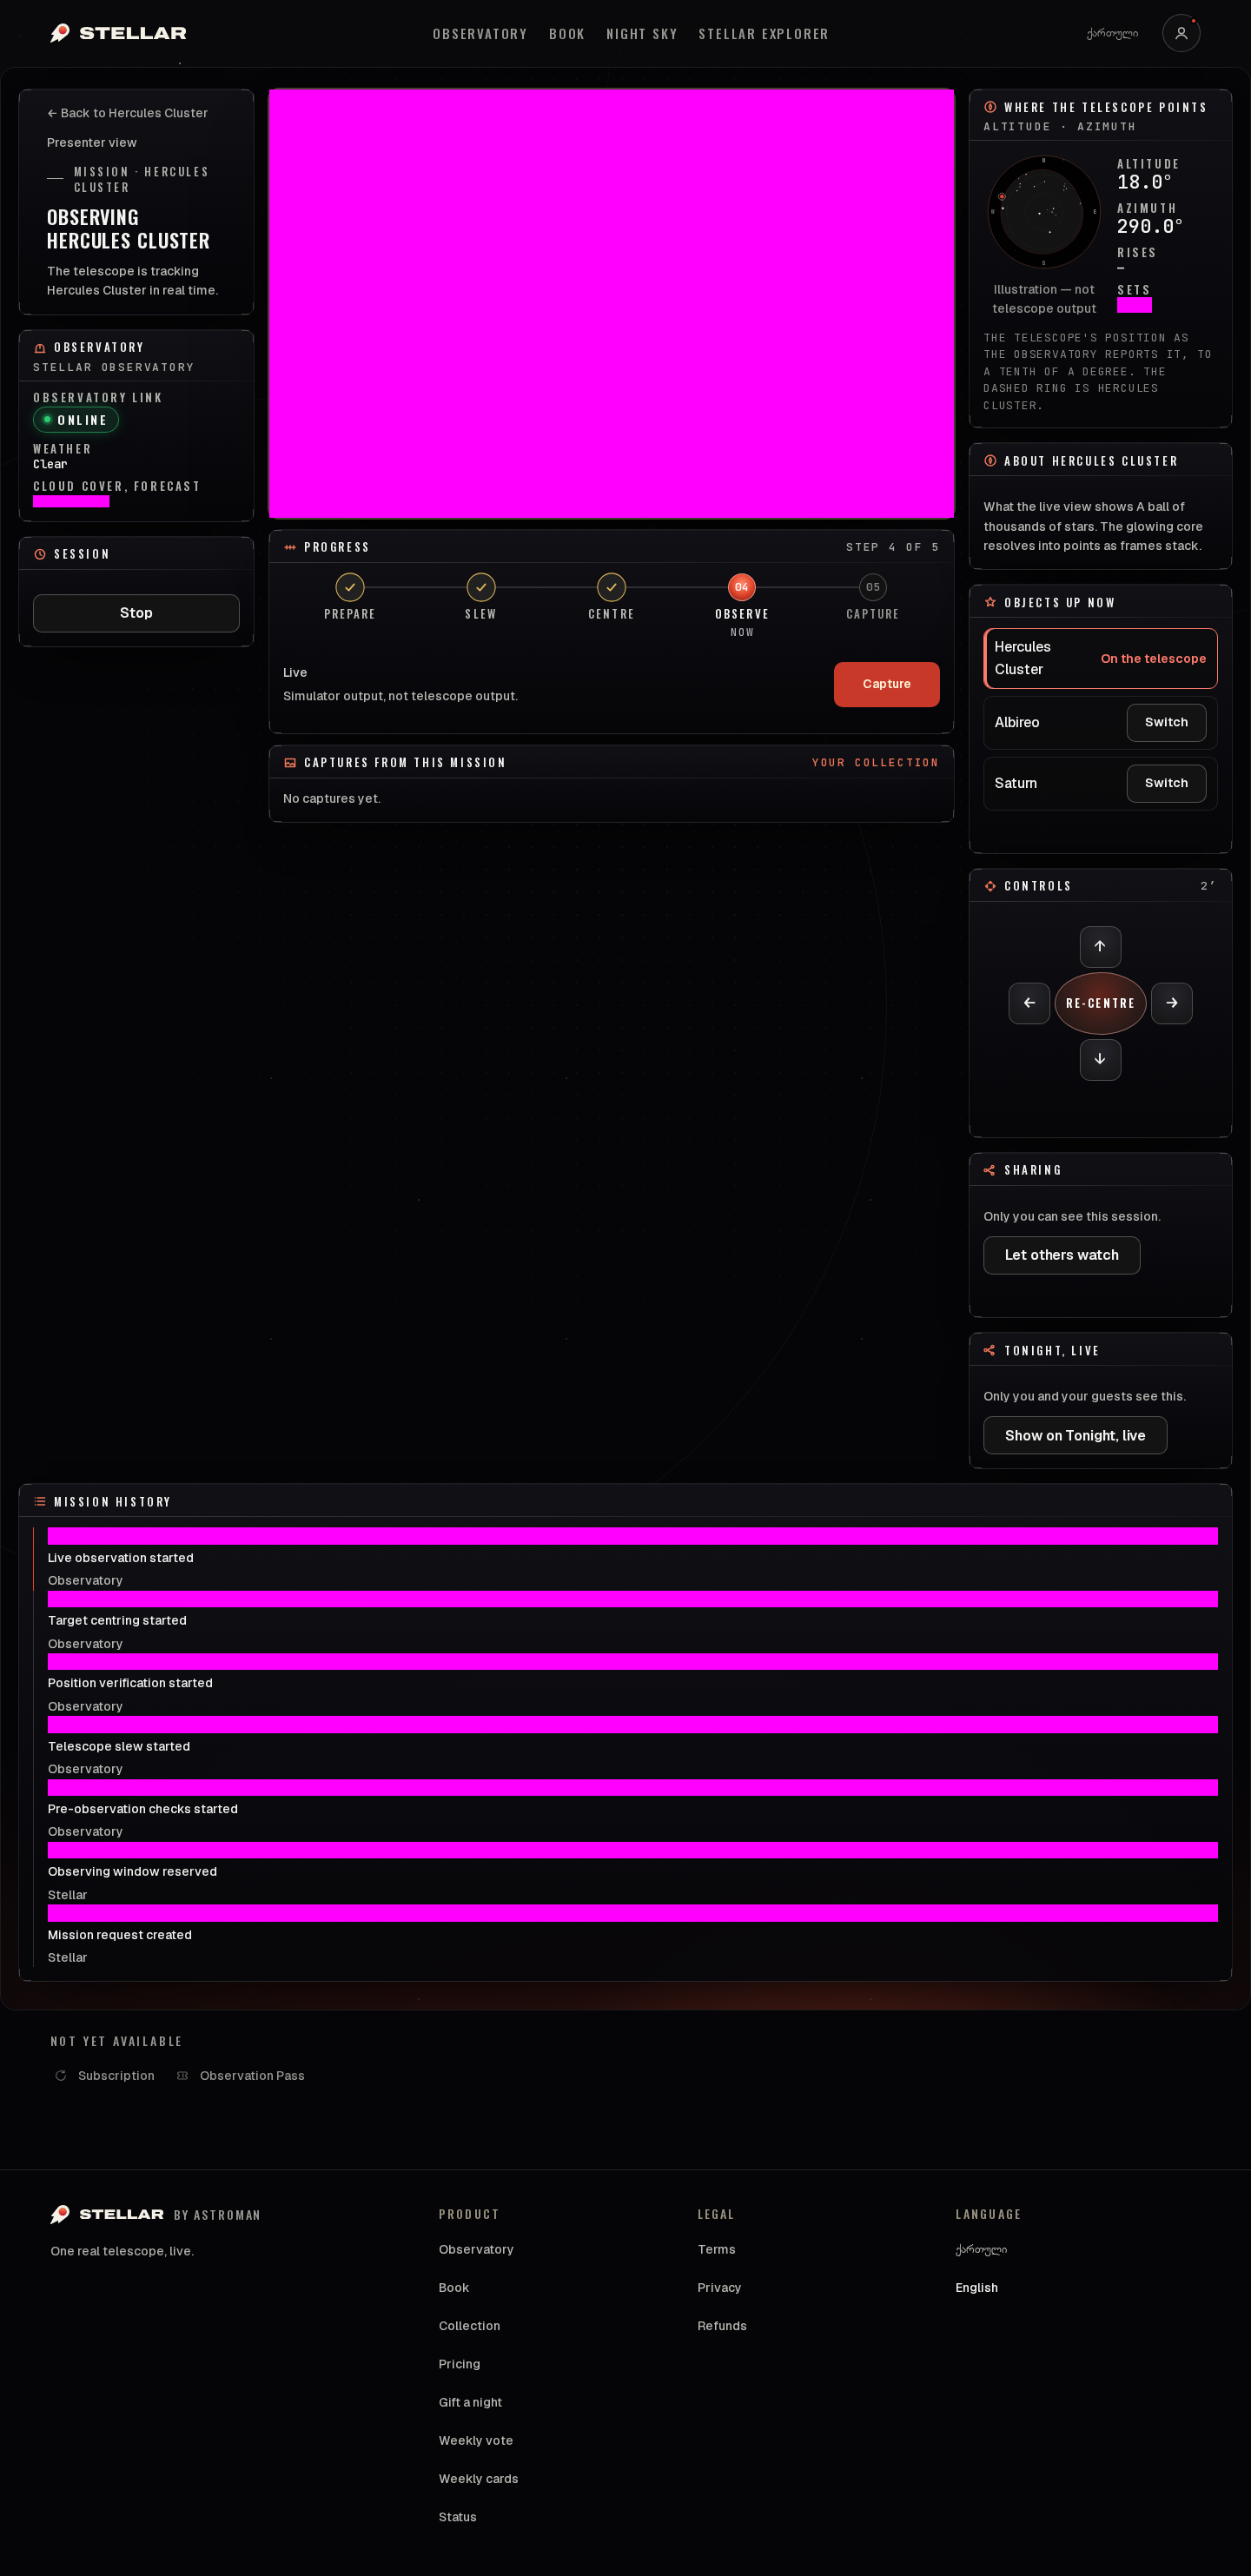 STELLAR
OBSERVATORY BOOK NIGHT SKY STELLAR EXPLORER
ქართული
← Back to Hercules Cluster
Presenter view
MISSION · HERCULES
CLUSTER
OBSERVING
HERCULES CLUSTER
The telescope is tracking
Hercules Cluster in real time.
OBSERVATORY
STELLAR OBSERVATORY
OBSERVATORY LINK
ONLINE
WEATHER
Clear
CLOUD COVER, FORECAST
SESSION
Stop
PROGRESS
STEP 4 OF 5
04
05
PREPARE
SLEW
CENTRE
OBSERVE
CAPTURE
NOW
Live
Simulator output, not telescope output.
Capture
CAPTURES FROM THIS MISSION
YOUR COLLECTION
No captures yet.
WHERE THE TELESCOPE POINTS
ALTITUDE · AZIMUTH
N
E
S
W
ALTITUDE
18.0°
AZIMUTH
290.0°
RISES
—
SETS
Illustration — not
telescope output
THE TELESCOPE'S POSITION AS
THE OBSERVATORY REPORTS IT, TO
A TENTH OF A DEGREE. THE
DASHED RING IS HERCULES
CLUSTER.
ABOUT HERCULES CLUSTER
What the live view shows A ball of
thousands of stars. The glowing core
resolves into points as frames stack.
OBJECTS UP NOW
Hercules
Cluster
On the telescope
Albireo
Switch
Saturn
Switch
CONTROLS
2′
↑
←
RE-CENTRE
→
↓
SHARING
Only you can see this session.
Let others watch
TONIGHT, LIVE
Only you and your guests see this.
Show on Tonight, live
MISSION HISTORY
Live observation started
Observatory
Target centring started
Observatory
Position verification started
Observatory
Telescope slew started
Observatory
Pre-observation checks started
Observatory
Observing window reserved
Stellar
Mission request created
Stellar
NOT YET AVAILABLE
Subscription
Observation Pass
STELLAR BY ASTROMAN
One real telescope, live.
PRODUCT
Observatory
Book
Collection
Pricing
Gift a night
Weekly vote
Weekly cards
Status
LEGAL
Terms
Privacy
Refunds
LANGUAGE
ქართული
English